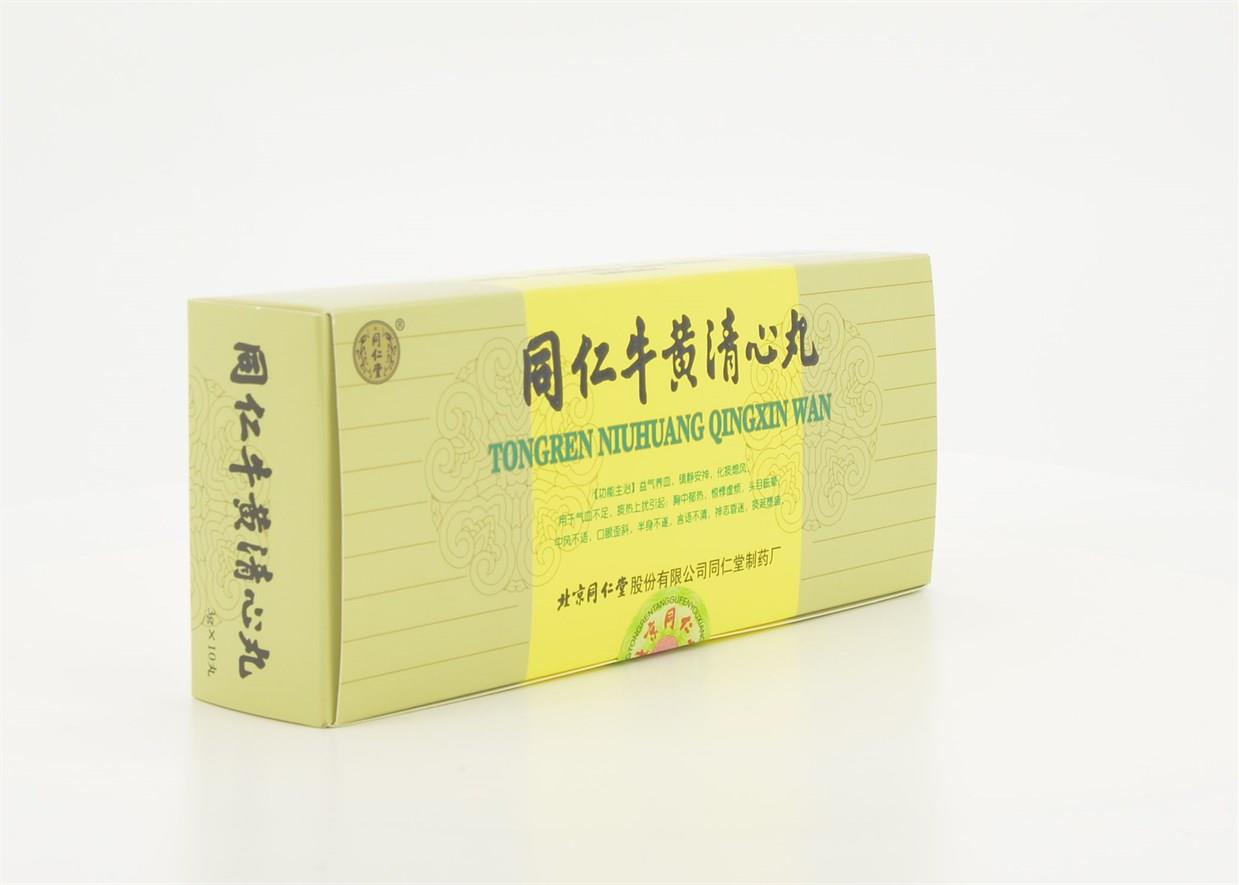 同仁牛黄清心丸
3g×10丸
同仁堂
®
同仁牛黄清心丸
TONGREN NIUHUANG QINGXIN WAN
【功能主治】益气养血，镇静安神，化痰熄风。
用于气血不足，痰热上扰引起：胸中郁热，惊悸虚烦，头目眩晕，
中风不语，口眼歪斜，半身不遂，言语不清，神志昏迷，痰涎壅盛。
北京同仁堂股份有限公司同仁堂制药厂
TONGRENTANGGUFENYOUXIAN